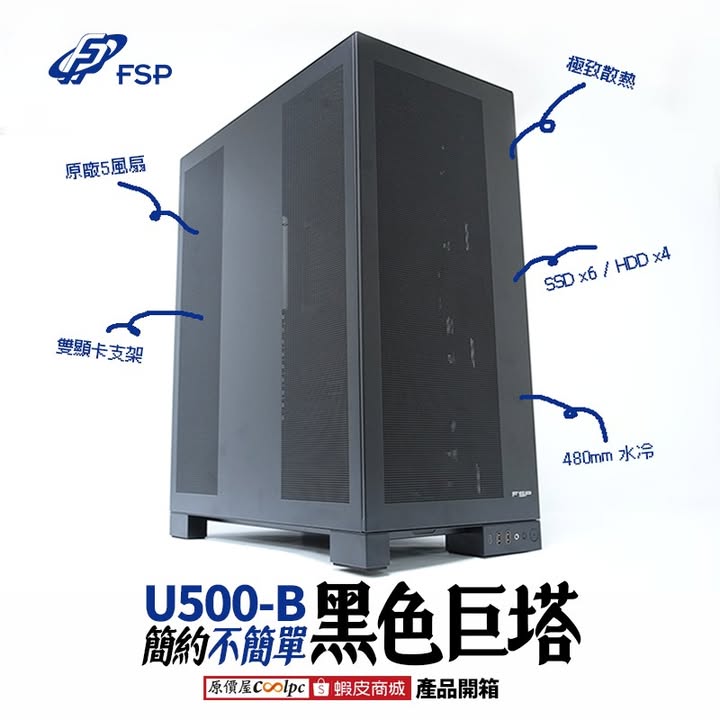 FSP
極致散熱
原廠5風扇
SSD x6 / HDD x4
雙顯卡支架
480mm 水冷
FSP
U500-B
簡約不簡單
黑色巨塔
原價屋coolpc 蝦皮商城 產品開箱